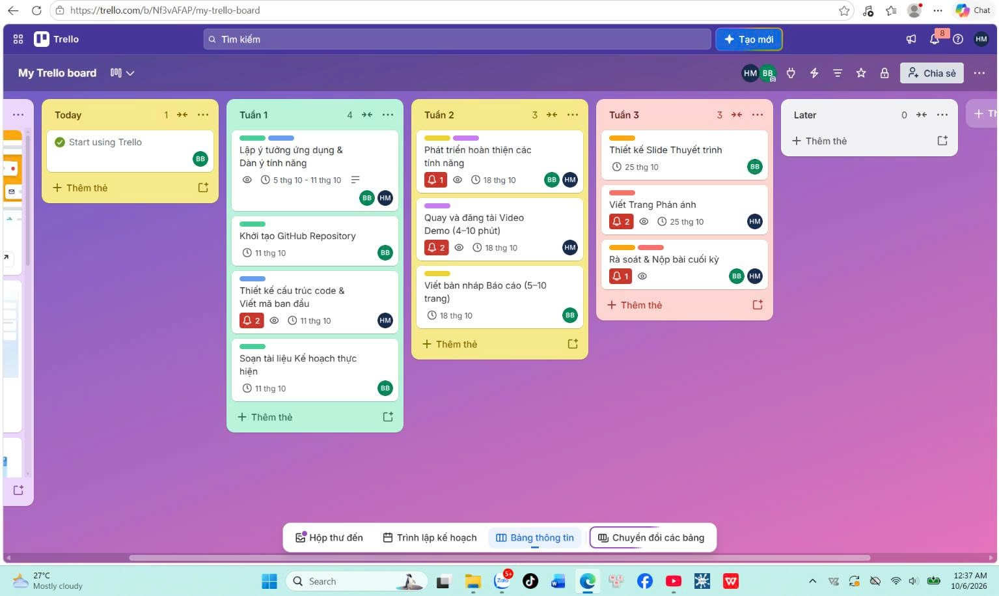 https://trello.com/b/Nf3vAFAP/my-trello-board
Chat
Trello
Tìm kiếm
Tạo mới
8
HM
My Trello board
HM
BB
Chia sẻ
Today
1
Start using Trello
BB
Thêm thẻ
Tuần 1
4
Lập ý tưởng ứng dụng &
Dàn ý tính năng
5 thg 10 - 11 thg 10
BB
HM
Khởi tạo GitHub Repository
11 thg 10
BB
Thiết kế cấu trúc code &
Viết mã ban đầu
2
11 thg 10
HM
Soạn tài liệu Kế hoạch thực
hiện
11 thg 10
BB
Thêm thẻ
Tuần 2
3
Phát triển hoàn thiện các
tính năng
1
18 thg 10
BB
HM
Quay và đăng tải Video
Demo (4–10 phút)
2
18 thg 10
HM
Viết bản nháp Báo cáo (5–10
trang)
18 thg 10
BB
Thêm thẻ
Tuần 3
3
Thiết kế Slide Thuyết trình
25 thg 10
BB
Viết Trang Phản ánh
2
25 thg 10
HM
Rà soát & Nộp bài cuối kỳ
1
BB
HM
Thêm thẻ
Later
0
Thêm thẻ
Hộp thư đến
Trình lập kế hoạch
Bảng thông tin
Chuyển đổi các bảng
27°C
Mostly cloudy
Search
Zalo
5+
12:37 AM
10/6/2026